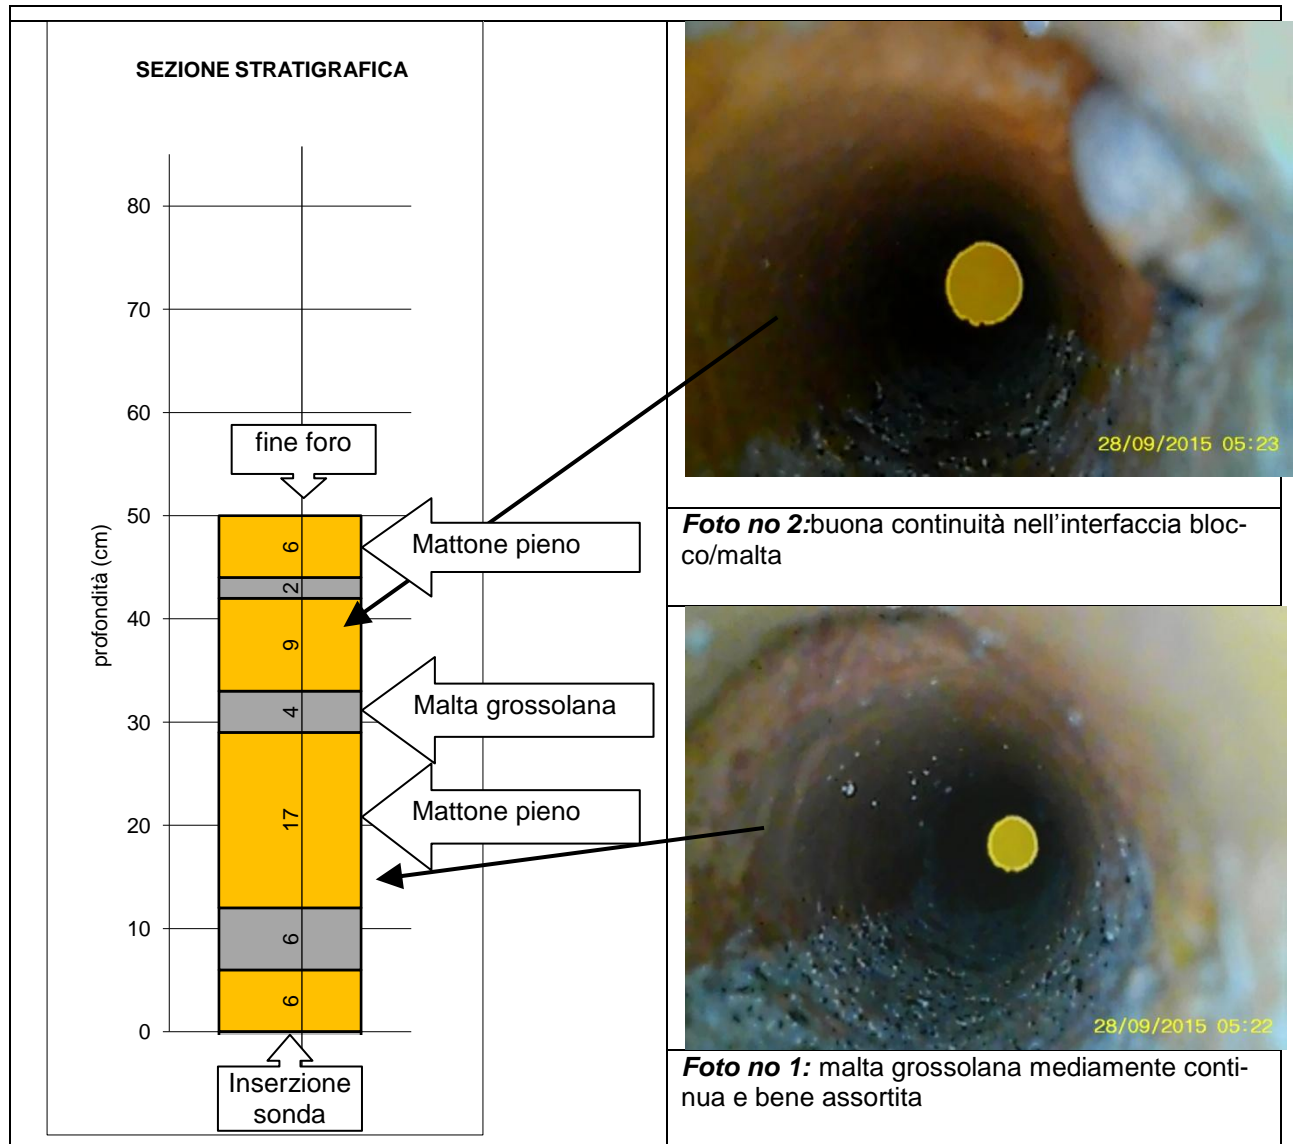 SEZIONE STRATIGRAFICA
80
70
60
fine foro
50
profondità (cm)
6
Mattone pieno
2
40
9
4
Malta grossolana
30
17
Mattone pieno
20
6
10
6
0
Inserzione
sonda
28/09/2015 05:23
Foto no 2:buona continuità nell'interfaccia bloc-
co/malta
28/09/2015 05:22
Foto no 1: malta grossolana mediamente conti-
nua e bene assortita